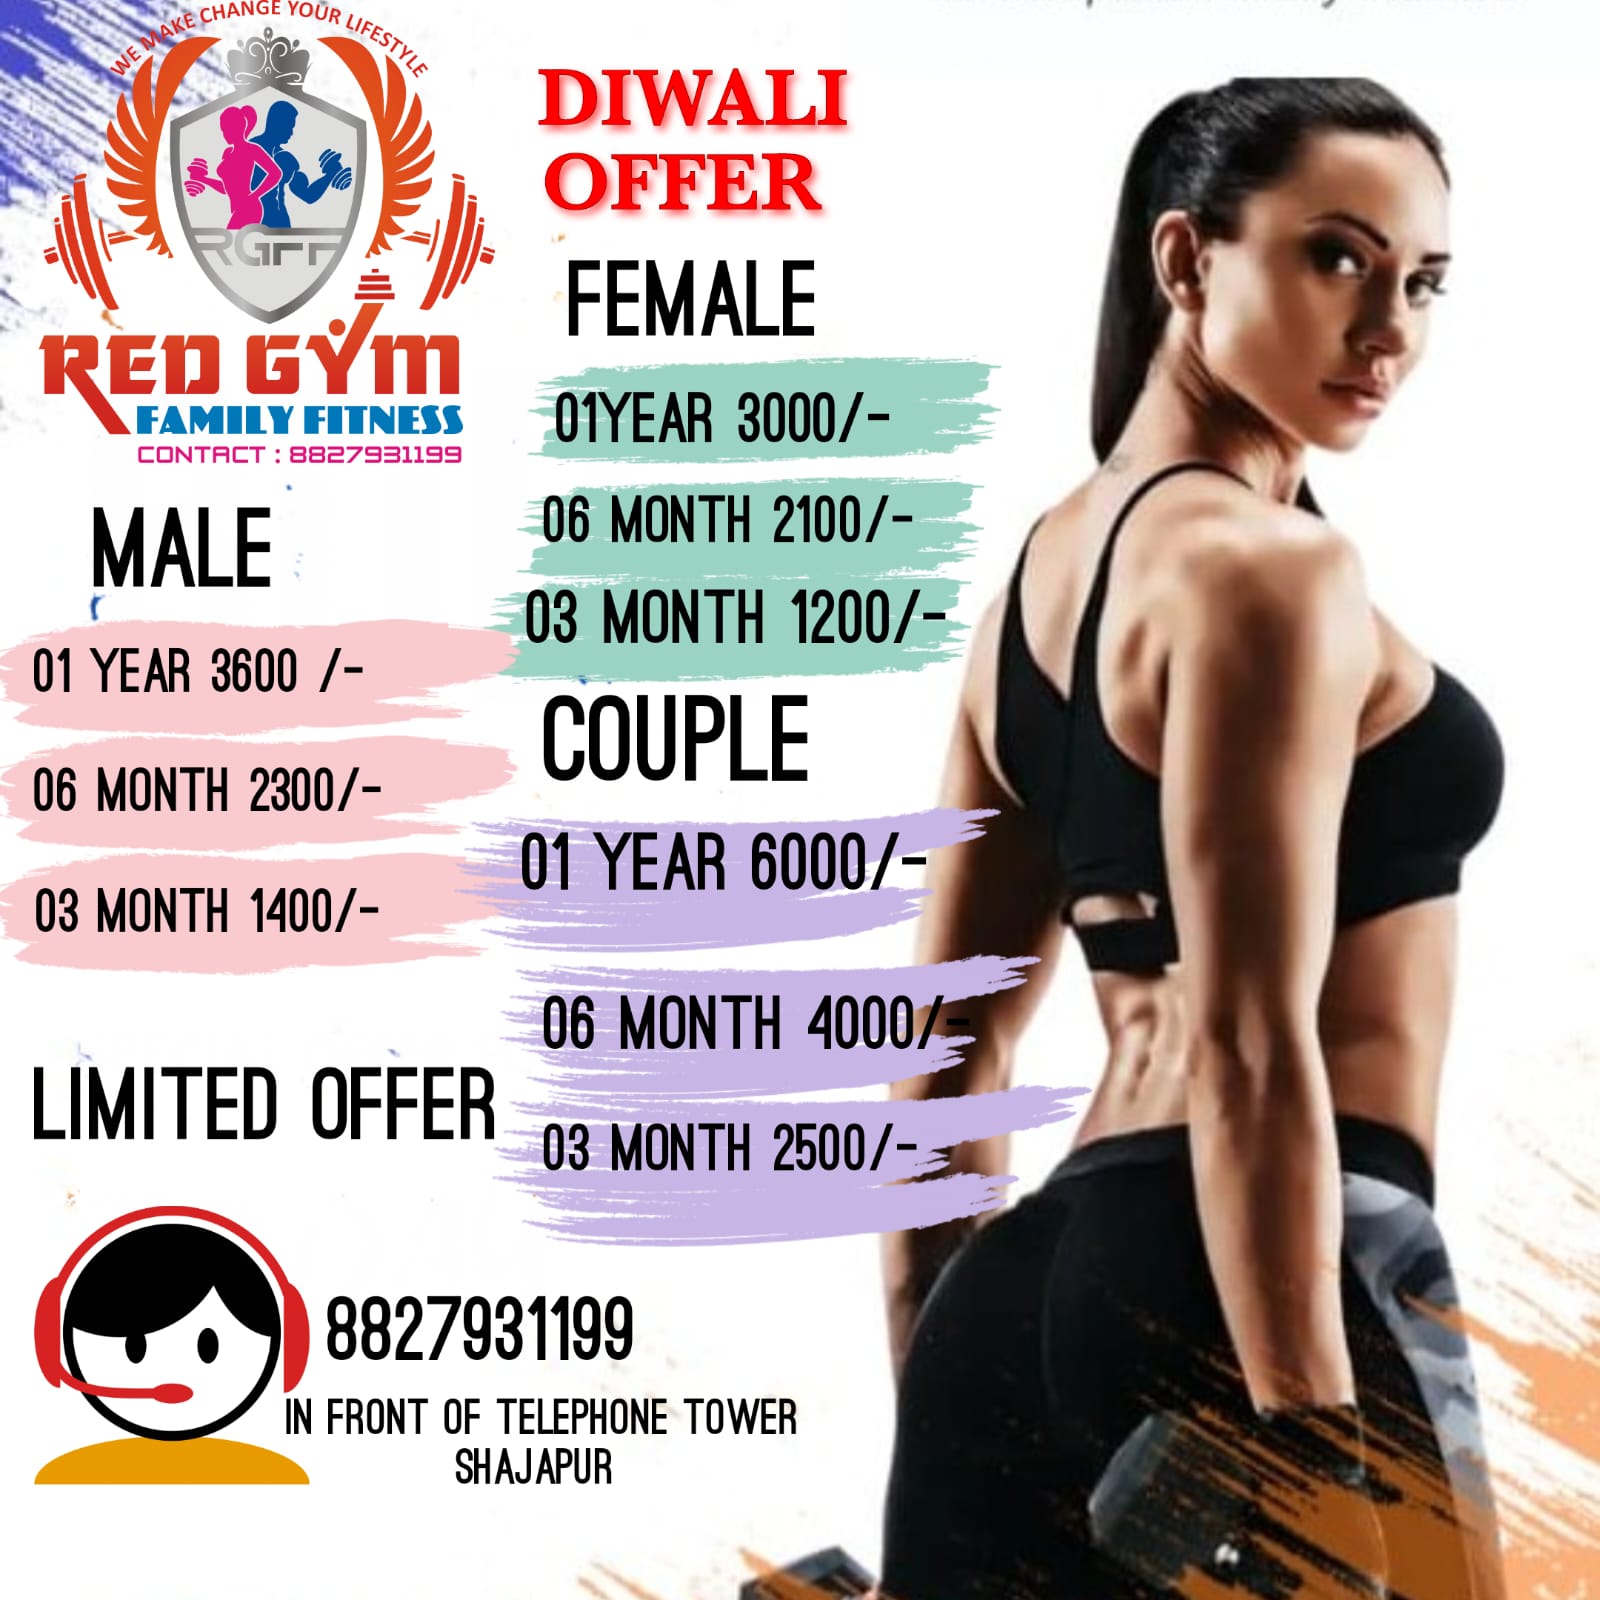 WE MAKE CHANGE YOUR LIFESTYLE
RGFF
RED GYM
FAMILY FITNESS
CONTACT : 8827931199
DIWALI
OFFER
FEMALE
01YEAR 3000/-
06 MONTH 2100/-
03 MONTH 1200/-
MALE
01 YEAR 3600 /-
06 MONTH 2300/-
03 MONTH 1400/-
COUPLE
01 YEAR 6000/-
06 MONTH 4000/-
03 MONTH 2500/-
LIMITED OFFER
8827931199
IN FRONT OF TELEPHONE TOWER
SHAJAPUR